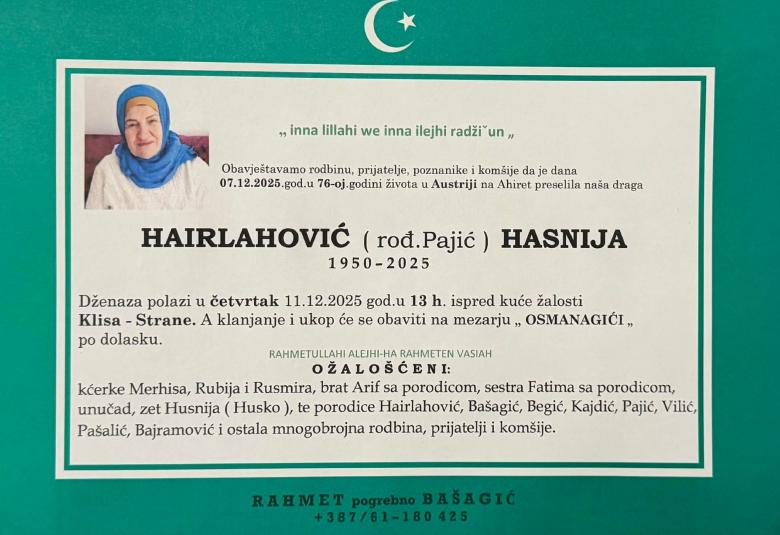 „ inna lillahi we inna ilejhi radžiˇun „
Obavještavamo rodbinu, prijatelje, poznanike i komšije da je dana
07.12.2025.god.u 76-oj.godini života u Austriji na Ahiret preselila naša draga
HAIRLAHOVIĆ ( rođ.Pajić ) HASNIJA
1950-2025
Dženaza polazi u četvrtak 11.12.2025 god.u 13 h. ispred kuće žalosti
Klisa - Strane. A klanjanje i ukop će se obaviti na mezarju „ OSMANAGIĆI „
po dolasku.
RAHMETULLAHI ALEJHI-HA RAHMETEN VASIAH
OŽALOŠĆENI:
kćerke Merhisa, Rubija i Rusmira, brat Arif sa porodicom, sestra Fatima sa porodicom,
unučad, zet Husnija ( Husko ), te porodice Hairlahović, Bašagić, Begić, Kajdić, Pajić, Vilić,
Pašalić, Bajramović i ostala mnogobrojna rodbina, prijatelji i komšije.
RAHMET pogrebno BAŠAGIĆ
+387/61-180 425